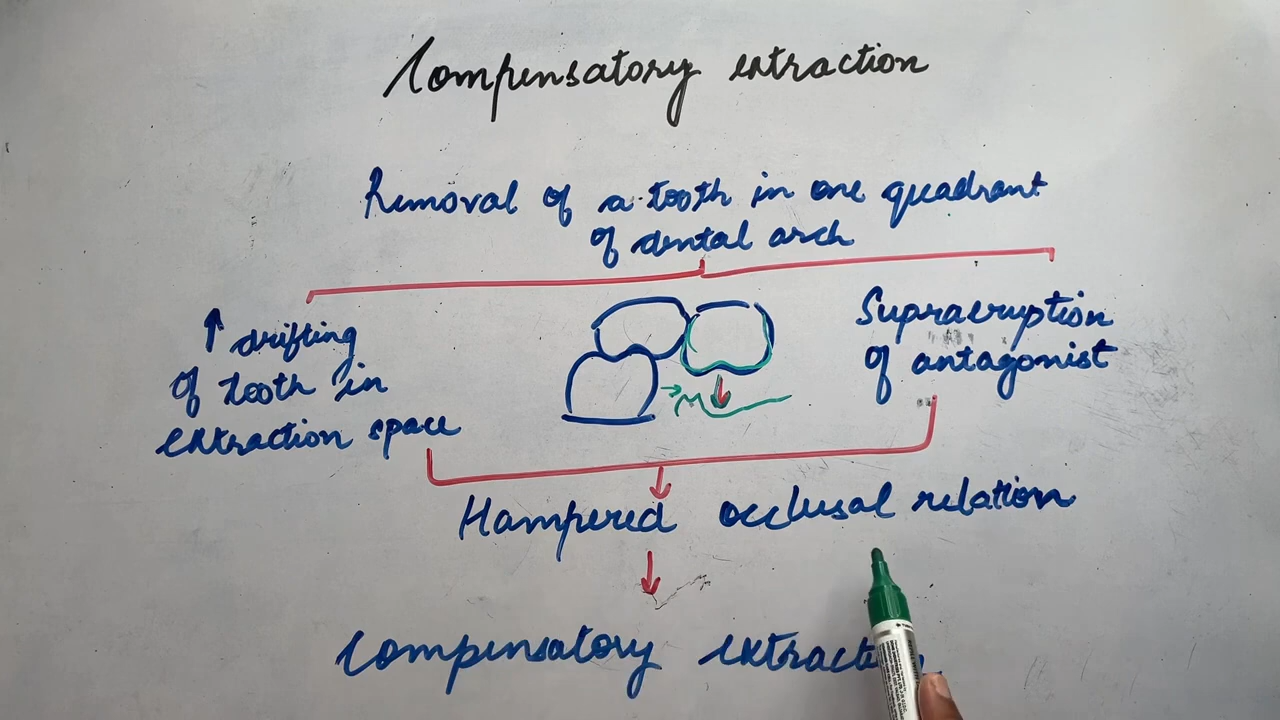 Compensatory extraction
Removal of a tooth in one quadrant
of dental arch
↑ drifting
of tooth in
extraction space
Supraeruption
of antagonist
Hampered occlusal relation
Compensatory extraction